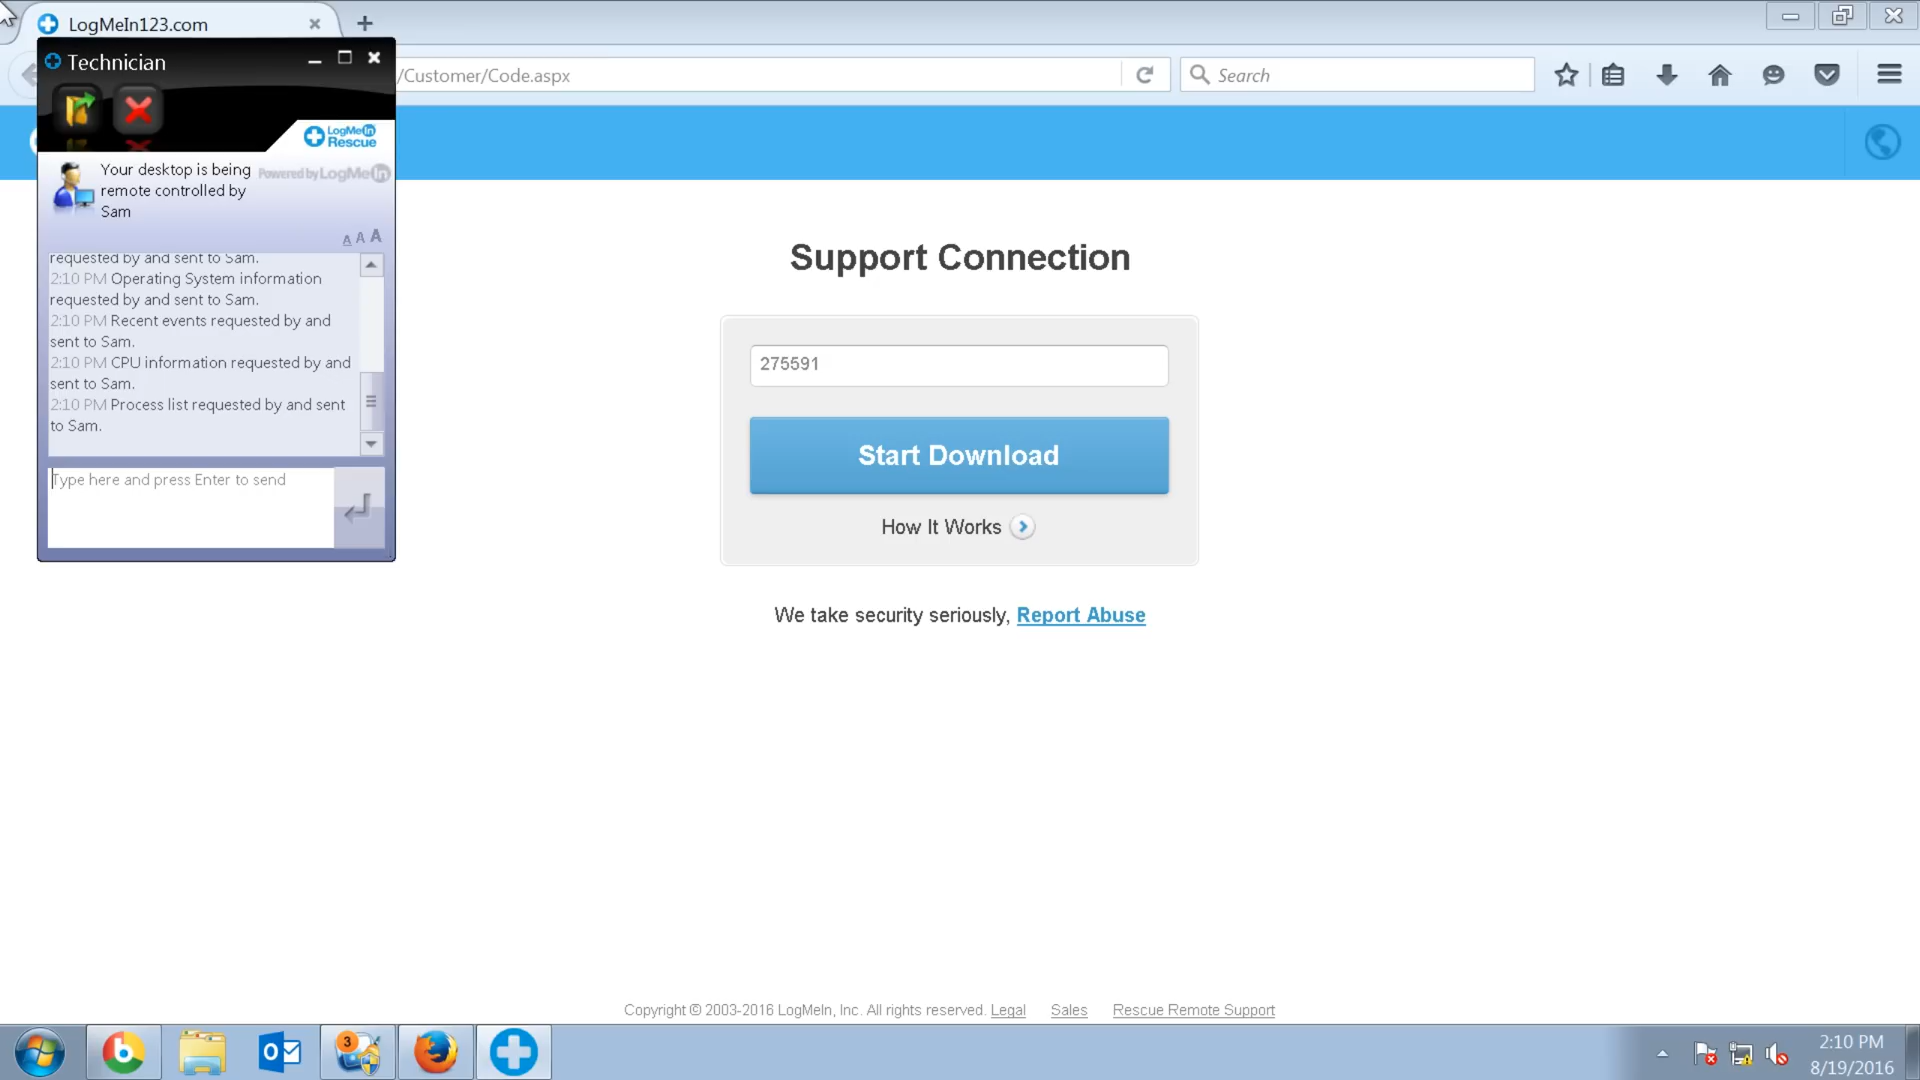 LogMeIn123.com
Technician
/Customer/Code.aspx
Search
LogMeIn
Rescue
Your desktop is being
remote controlled by
Sam
Powered by LogMeIn
A A A
requested by and sent to Sam.
2:10 PM Operating System information
requested by and sent to Sam.
2:10 PM Recent events requested by and
sent to Sam.
2:10 PM CPU information requested by and
sent to Sam.
2:10 PM Process list requested by and sent
to Sam.
Type here and press Enter to send
Support Connection
275591
Start Download
How It Works
We take security seriously, Report Abuse
Copyright © 2003-2016 LogMeIn, Inc. All rights reserved. Legal Sales Rescue Remote Support
3
2:10 PM
8/19/2016